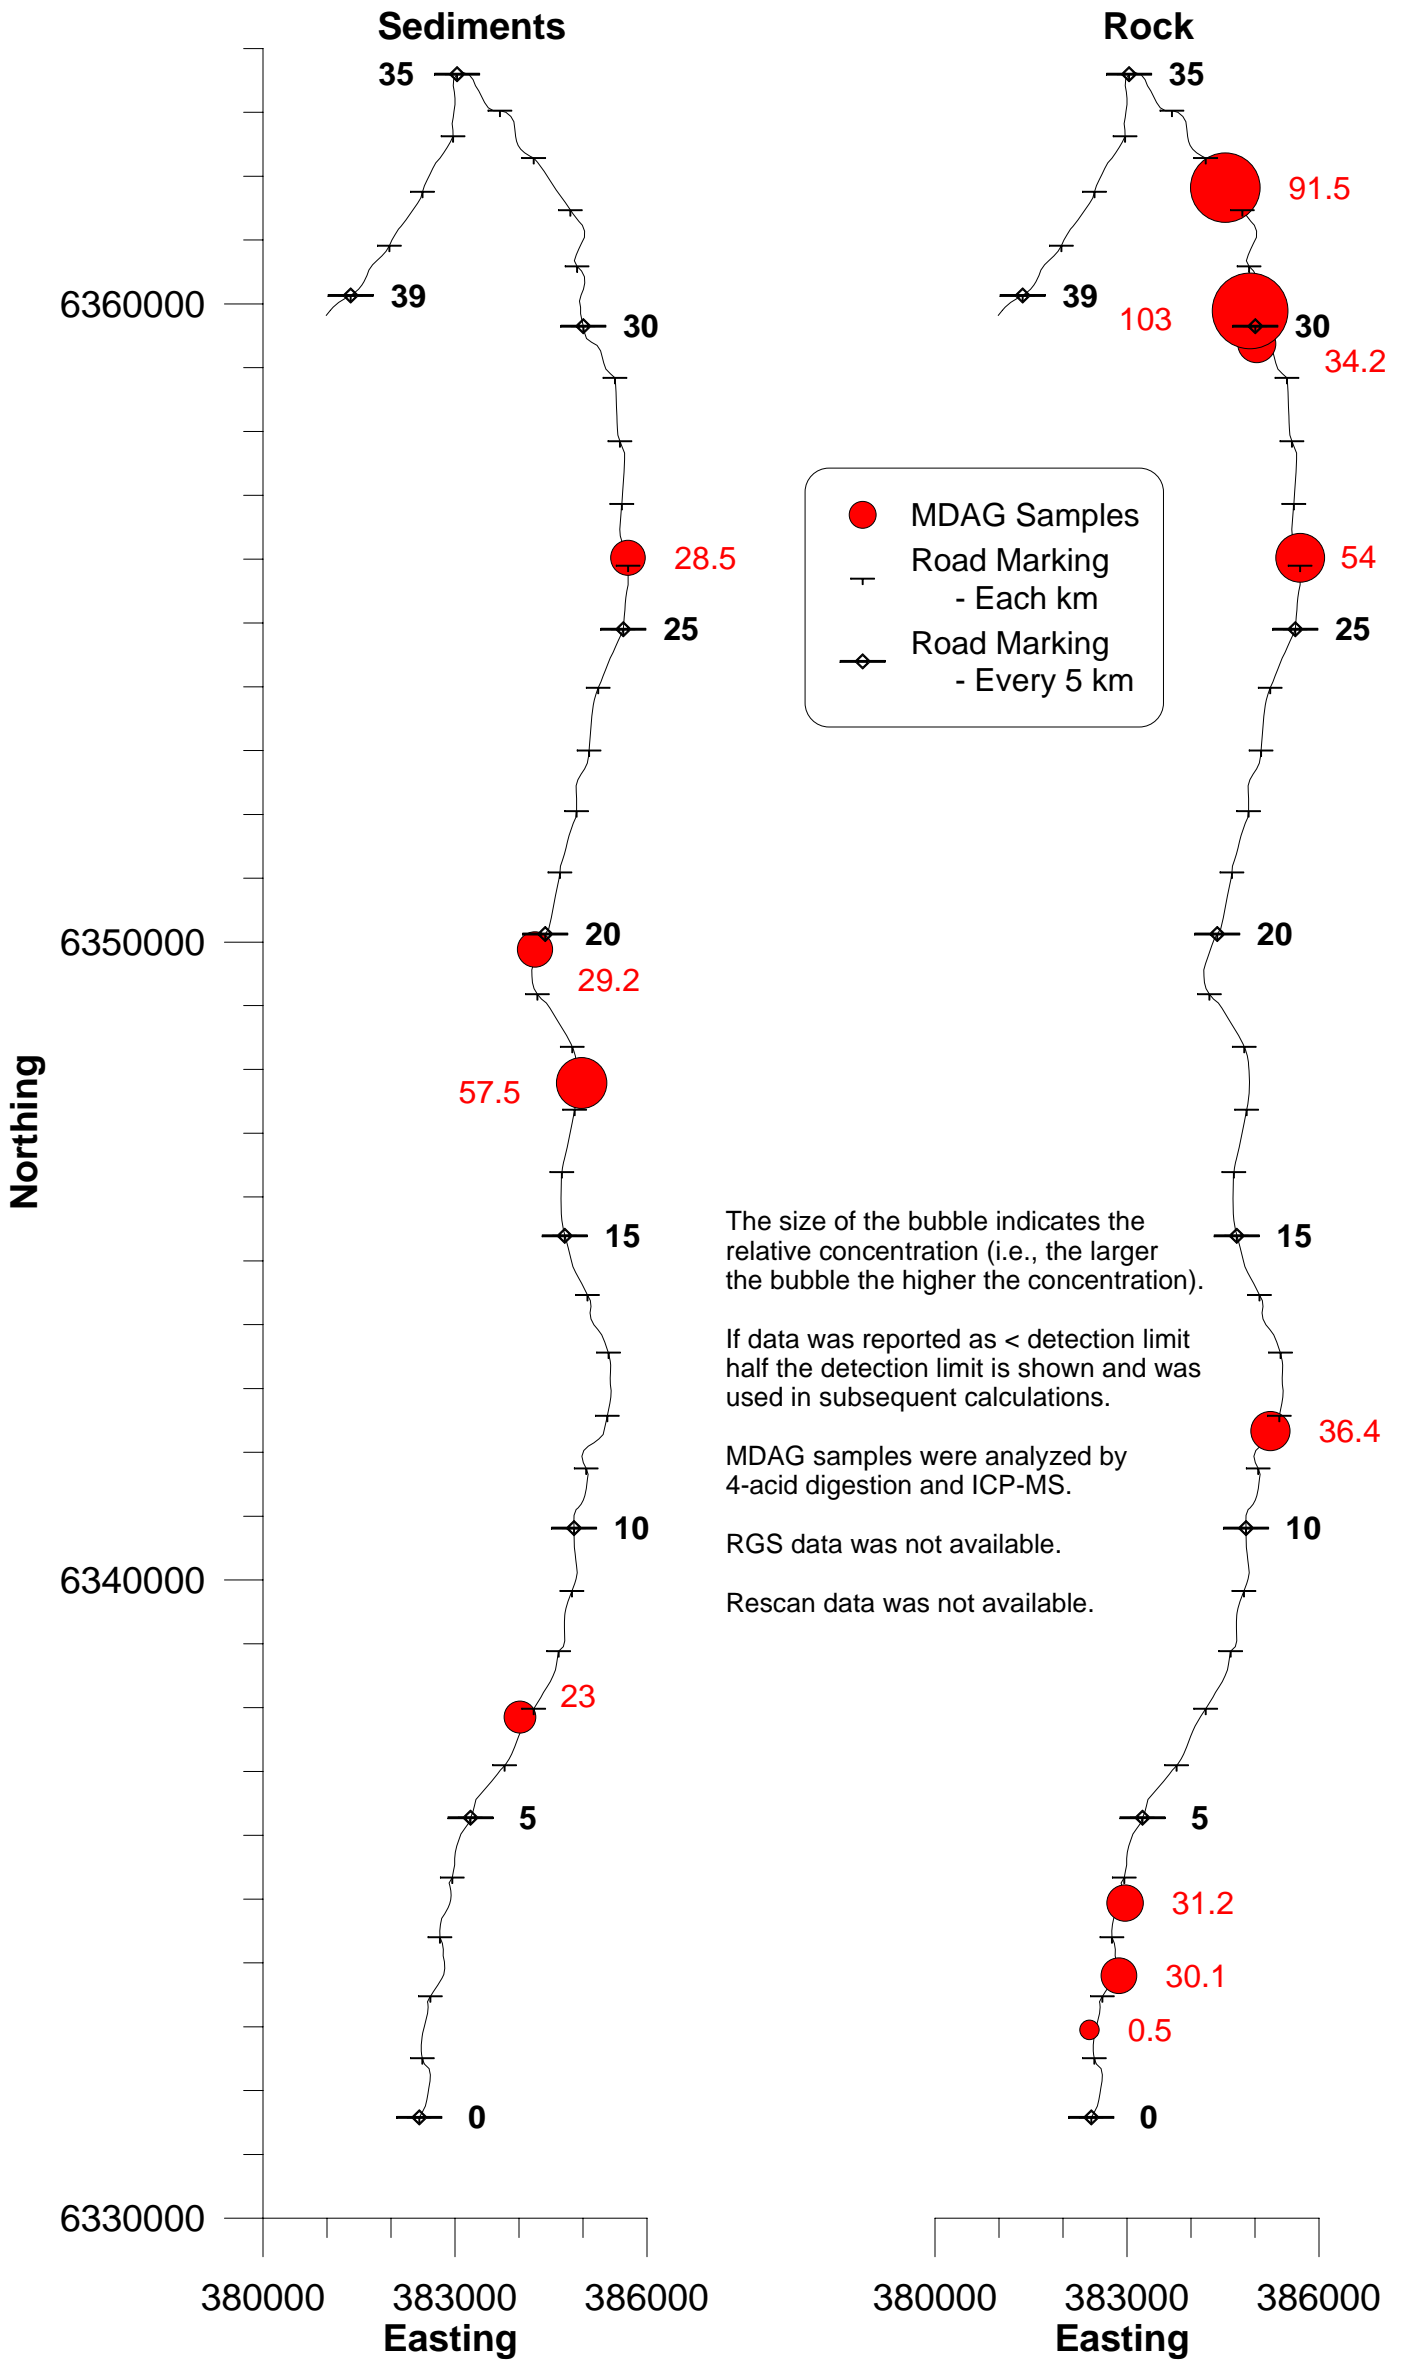 Sediments
Rock
35
35
91.5
39
39
6360000
30
103
30
34.2
MDAG Samples
Road Marking
- Each km
Road Marking
- Every 5 km
28.5
54
25
25
20
20
6350000
29.2
57.5
Northing
15
15
The size of the bubble indicates the
relative concentration (i.e., the larger
the bubble the higher the concentration).
If data was reported as < detection limit
half the detection limit is shown and was
used in subsequent calculations.
MDAG samples were analyzed by
4-acid digestion and ICP-MS.
RGS data was not available.
Rescan data was not available.
36.4
10
10
6340000
23
5
5
31.2
30.1
0.5
0
0
6330000
380000 383000 386000
380000 383000 386000
Easting
Easting